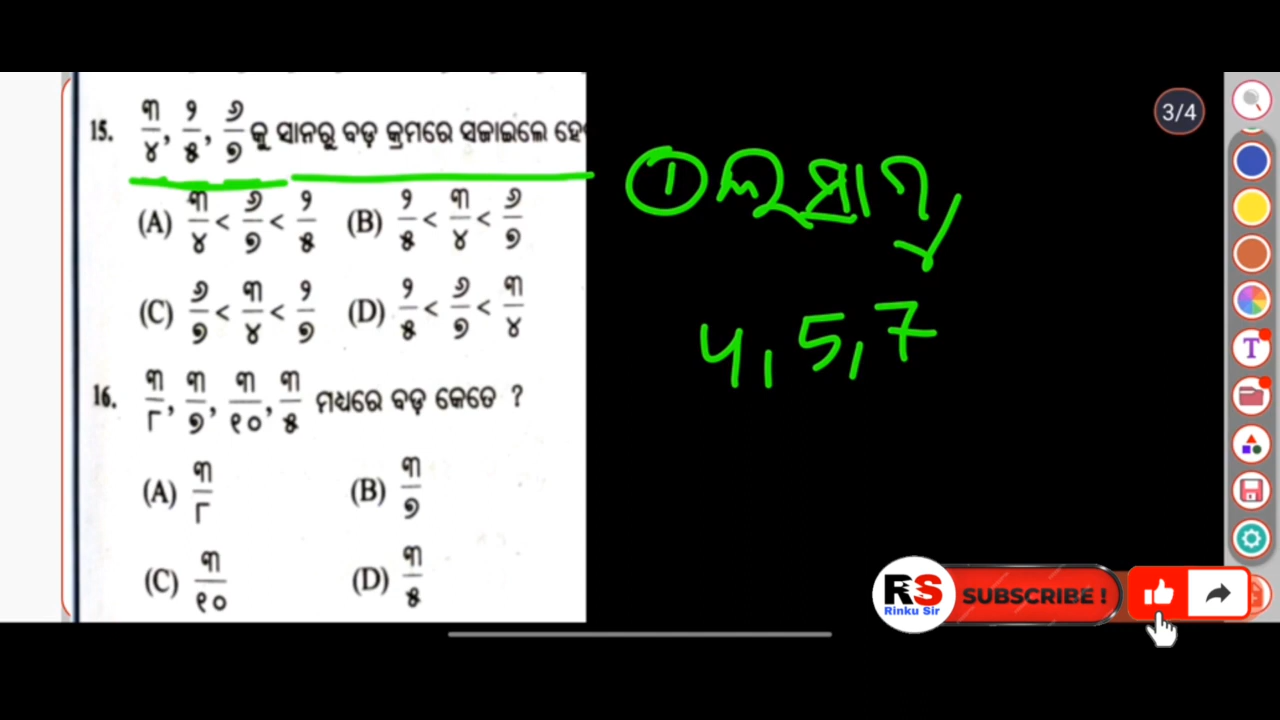 15. ୩/୪, ୨/୫, ୬/୭ କୁ ସାନରୁ ବଡ଼ କ୍ରମରେ ସଜାଇଲେ
(A) ୩/୪ < ୬/୭ < ୨/୫ (B) ୨/୫ < ୩/୪ < ୬/୭
(C) ୬/୭ < ୩/୪ < ୨/୭ (D) ୨/୫ < ୬/୭ < ୩/୪
16. ୩/୮, ୩/୭, ୩/୧୦, ୩/୫ ମଧ୍ୟରେ ବଡ଼ କେତେ ?
(A) ୩/୮ (B) ୩/୭
(C) ୩/୧୦ (D) ୩/୫
① ଲସାଗୁ
4, 5, 7
3/4
T
RS
Rinku Sir
SUBSCRIBE !